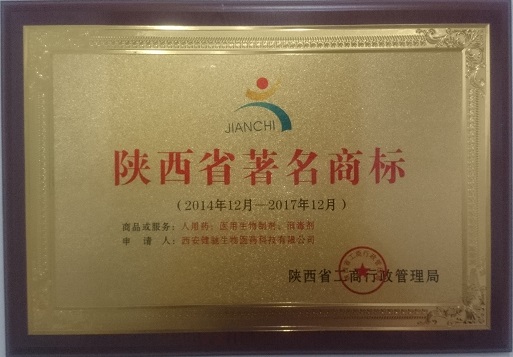 JIANCHI
陕西省著名商标
(2014年12月—2017年12月)
商品或服务：人用药；医用生物制剂；消毒剂
申 请 人：西安健驰生物医药科技有限公司
陕西省工商行政管理局